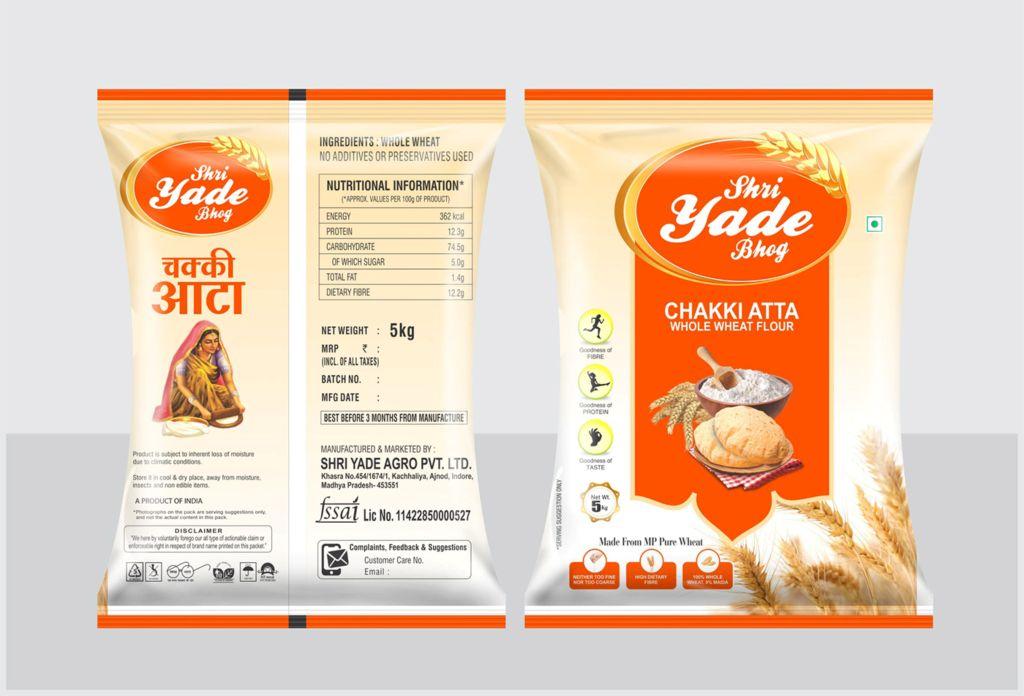 Shri
Yade
Bhog
चक्की
आटा
Product is subject to inherent loss of moisture
due to climatic conditions.
Store it in cool & dry place, away from moisture,
insects and non edible items.
A PRODUCT OF INDIA
*Photographs on the pack are serving suggestions only,
and not the actual content in this pack.
DISCLAIMER
"We here by voluntarily forego our all type of actionable claim or
enforceable right in respect of brand name printed on this packet."
INGREDIENTS : WHOLE WHEAT
NO ADDITIVES OR PRESERVATIVES USED
NUTRITIONAL INFORMATION*
(*APPROX. VALUES PER 100g OF PRODUCT)
ENERGY 362 kcal
PROTEIN 12.3g
CARBOHYDRATE 74.5g
OF WHICH SUGAR 5.0g
TOTAL FAT 1.4g
DIETARY FIBRE 12.2g
NET WEIGHT : 5kg
MRP ₹ :
(INCL. OF ALL TAXES)
BATCH NO. :
MFG DATE :
BEST BEFORE 3 MONTHS FROM MANUFACTURE
MANUFACTURED & MARKETED BY :
SHRI YADE AGRO PVT. LTD.
Khasra No.454/1674/1, Kachhaliya, Ajnod, Indore,
Madhya Pradesh- 453551
fssai Lic No. 11422850000527
Complaints, Feedback & Suggestions
Customer Care No.
Email :
Shri
Yade
Bhog
CHAKKI ATTA
WHOLE WHEAT FLOUR
Goodness of
FIBRE
Goodness of
PROTEIN
Goodness of
TASTE
Net Wt.
5kg
*SERVING SUGGESTION ONLY
Made From MP Pure Wheat
NEITHER TOO FINE
NOR TOO COARSE
HIGH DIETARY
FIBRE
100% WHOLE
WHEAT, 0% MAIDA